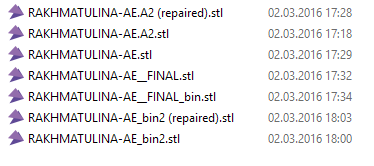 RAKHMATULINA-AE.A2 (repaired).stl 02.03.2016 17:28
RAKHMATULINA-AE.A2.stl 02.03.2016 17:18
RAKHMATULINA-AE.stl 02.03.2016 17:29
RAKHMATULINA-AE__FINAL.stl 02.03.2016 17:32
RAKHMATULINA-AE__FINAL_bin.stl 02.03.2016 17:34
RAKHMATULINA-AE_bin2 (repaired).stl 02.03.2016 18:03
RAKHMATULINA-AE_bin2.stl 02.03.2016 18:00